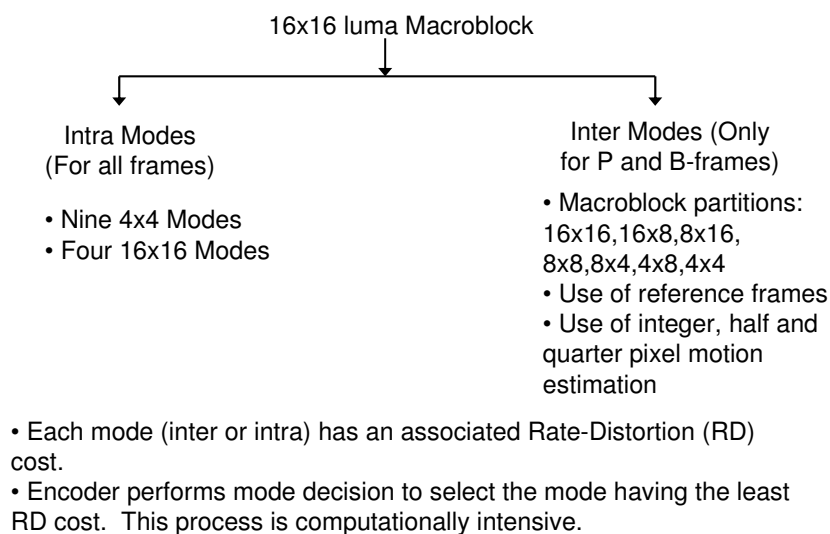 16x16 luma Macroblock
Intra Modes
(For all frames)
• Nine 4x4 Modes
• Four 16x16 Modes
Inter Modes (Only
for P and B-frames)
• Macroblock partitions:
16x16,16x8,8x16,
8x8,8x4,4x8,4x4
• Use of reference frames
• Use of integer, half and
quarter pixel motion
estimation
• Each mode (inter or intra) has an associated Rate-Distortion (RD)
cost.
• Encoder performs mode decision to select the mode having the least
RD cost.  This process is computationally intensive.